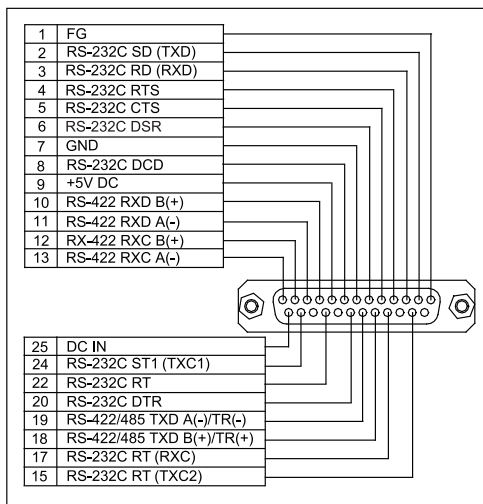 1 FG
2 RS-232C SD (TXD)
3 RS-232C RD (RXD)
4 RS-232C RTS
5 RS-232C CTS
6 RS-232C DSR
7 GND
8 RS-232C DCD
9 +5V DC
10 RS-422 RXD B(+)
11 RS-422 RXD A(-)
12 RX-422 RXC B(+)
13 RS-422 RXC A(-)
25 DC IN
24 RS-232C ST1 (TXC1)
22 RS-232C RT
20 RS-232C DTR
19 RS-422/485 TXD A(-)/TR(-)
18 RS-422/485 TXD B(+)/TR(+)
17 RS-232C RT (RXC)
15 RS-232C RT (TXC2)